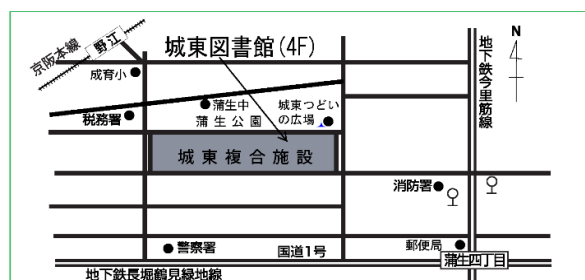 京阪本線
野江
城東図書館(4F)
N
成育小
地下鉄今里筋線
税務署
蒲生中
蒲生公園
城東つどい
の広場
城東複合施設
消防署
警察署
国道1号
郵便局
蒲生四丁目
地下鉄長堀鶴見緑地線